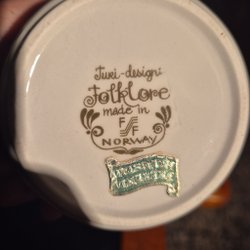 Turi-design:
Folklore
made in
F F
S F
NORWAY